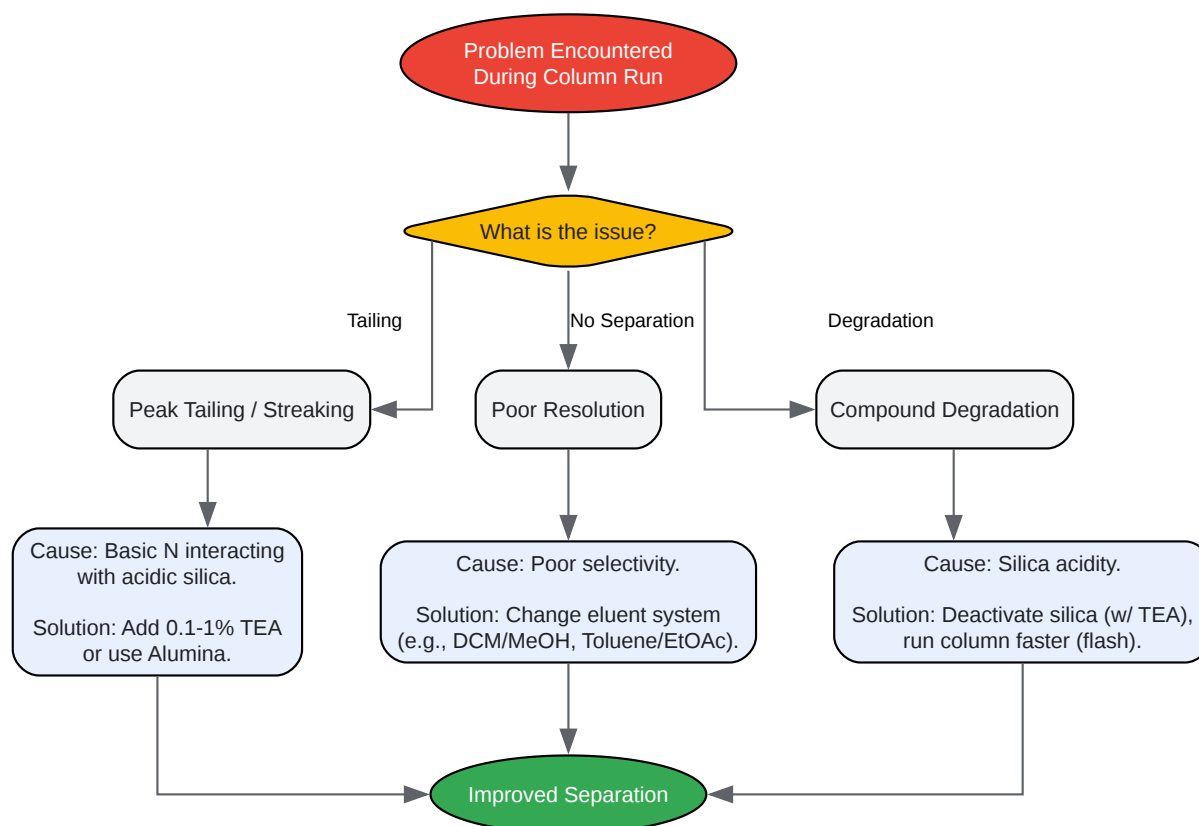 Problem Encountered
During Column Run
What is the issue?
Tailing
No Separation
Degradation
Peak Tailing / Streaking
Poor Resolution
Compound Degradation
Cause: Basic N interacting
with acidic silica.
Solution: Add 0.1-1% TEA
or use Alumina.
Cause: Poor selectivity.
Solution: Change eluent system
(e.g., DCM/MeOH, Toluene/EtOAc).
Cause: Silica acidity.
Solution: Deactivate silica (w/ TEA),
run column faster (flash).
Improved Separation